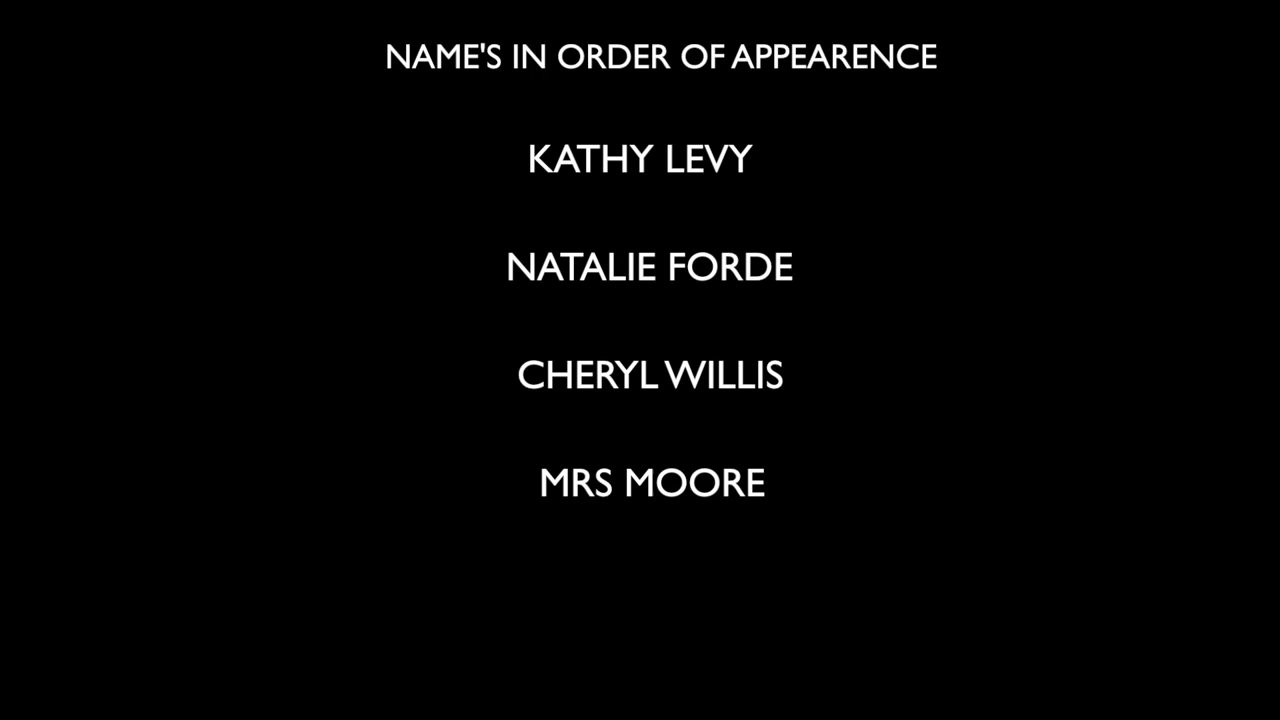 NAME'S IN ORDER OF APPEARENCE
KATHY LEVY
NATALIE FORDE
CHERYL WILLIS
MRS MOORE